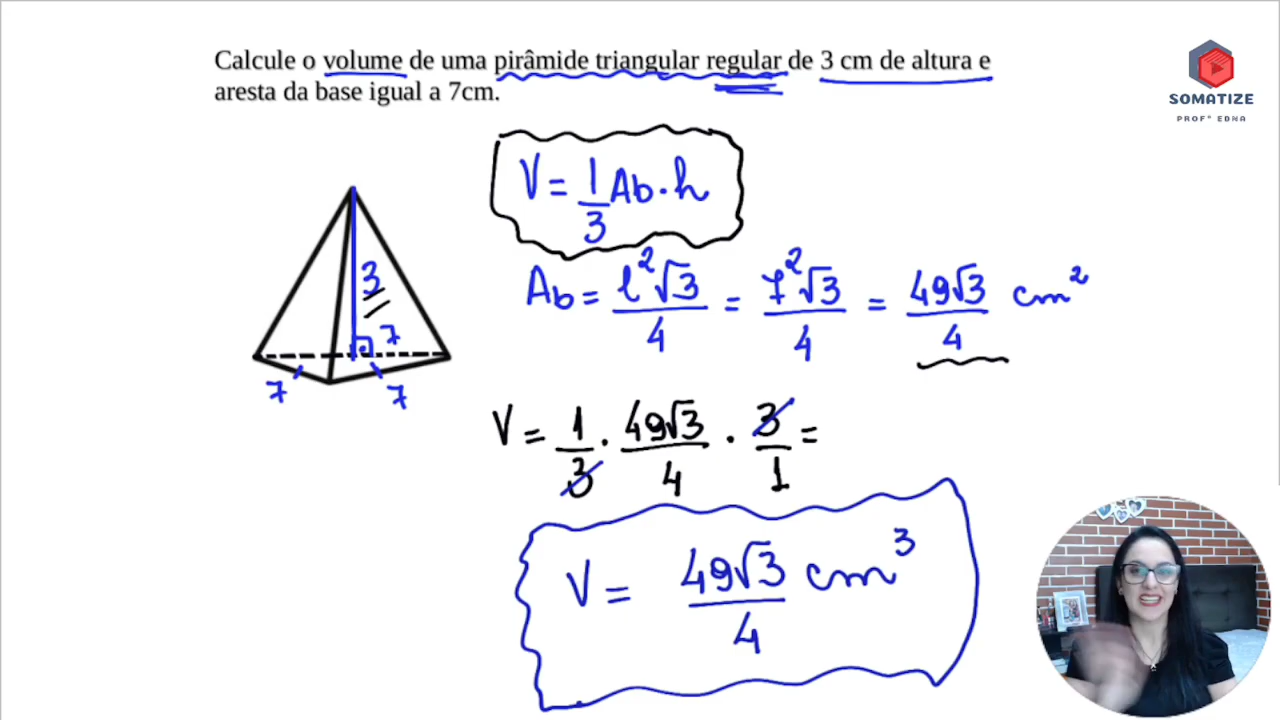 Calcule o volume de uma pirâmide triangular regular de 3 cm de altura e
aresta da base igual a 7cm.
SOMATIZE
PROFª EDNA
V = 1/3 Ab · h
Ab = l²√3/4 = 7²√3/4 = 49√3/4 cm²
3
7
7
7
V = 1/3 · 49√3/4 · 3/1 =
V = 49√3/4 cm³